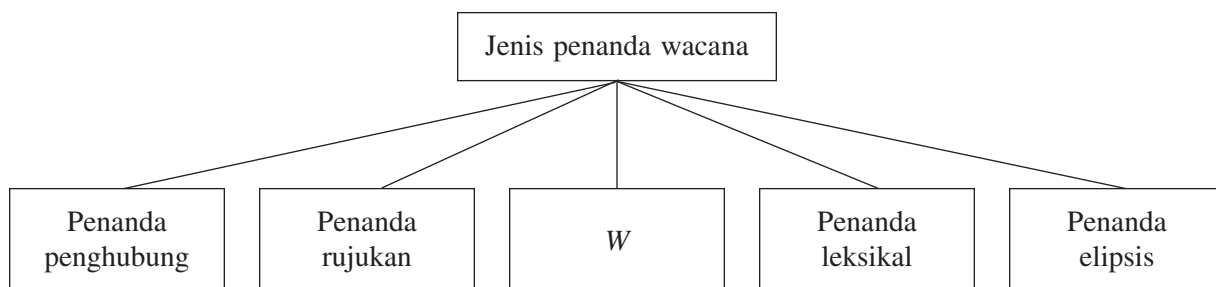 Jenis penanda wacana
Penanda
penghubung
Penanda
rujukan
W
Penanda
leksikal
Penanda
elipsis